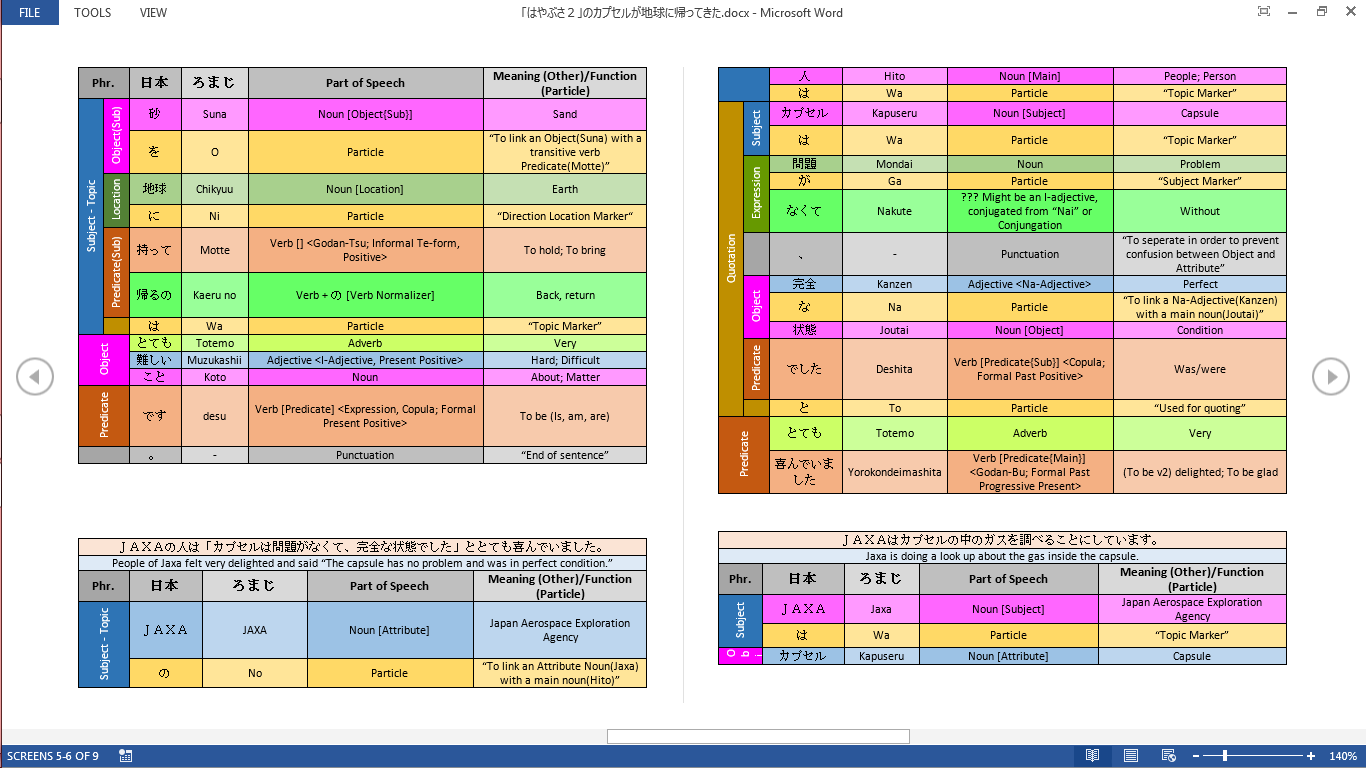 FILE TOOLS VIEW 「はやぶさ２」のカプセルが地球に帰ってきた.docx - Microsoft Word
Phr. 日本 ろまじ Part of Speech Meaning (Other)/Function
(Particle)
Subject - Topic
Object(Sub)
砂 Suna Noun [Object{Sub}] Sand
を O Particle “To link an Object(Suna) with a
transitive verb
Predicate(Motte)”
Location
地球 Chikyuu Noun [Location] Earth
に Ni Particle “Direction Location Marker“
Predicate(Sub)
持って Motte Verb [] <Godan-Tsu; Informal Te-form,
Positive> To hold; To bring
帰るの Kaeru no Verb + の [Verb Normalizer] Back, return
は Wa Particle “Topic Marker”
Object
とても Totemo Adverb Very
難しい Muzukashii Adjective <I-Adjective, Present Positive> Hard; Difficult
こと Koto Noun About; Matter
Predicate
です desu Verb [Predicate] <Expression, Copula; Formal
Present Positive> To be (Is, am, are)
。 - Punctuation “End of sentence”
ＪＡＸＡの人は「カプセルは問題がなくて、完全な状態でした」ととても喜んでいました。
People of Jaxa felt very delighted and said “The capsule has no problem and was in perfect condition.”
Phr. 日本 ろまじ Part of Speech Meaning (Other)/Function
(Particle)
Subject - Topic
ＪＡＸＡ JAXA Noun [Attribute] Japan Aerospace Exploration
Agency
の No Particle “To link an Attribute Noun(Jaxa)
with a main noun(Hito)”
人 Hito Noun [Main] People; Person
は Wa Particle “Topic Marker”
Quotation
Subject
カプセル Kapuseru Noun [Subject] Capsule
は Wa Particle “Topic Marker”
Expression
問題 Mondai Noun Problem
が Ga Particle “Subject Marker”
なくて Nakute ??? Might be an I-adjective,
conjugated from “Nai” or
Conjungation Without
、 - Punctuation “To seperate in order to prevent
confusion between Object and
Attribute”
Object
完全 Kanzen Adjective <Na-Adjective> Perfect
な Na Particle “To link a Na-Adjective(Kanzen)
with a main noun(Joutai)”
状態 Joutai Noun [Object] Condition
Predicate
でした Deshita Verb [Predicate{Sub}] <Copula;
Formal Past Positive> Was/were
と To Particle “Used for quoting”
Predicate
とても Totemo Adverb Very
喜んでいま
した Yorokondeimashita Verb [Predicate{Main}]
<Godan-Bu; Formal Past
Progressive Present> (To be v2) delighted; To be glad
ＪＡＸＡはカプセルの中のガスを調べることにしています。
Jaxa is doing a look up about the gas inside the capsule.
Phr. 日本 ろまじ Part of Speech Meaning (Other)/Function
(Particle)
Subject
ＪＡＸＡ Jaxa Noun [Subject] Japan Aerospace Exploration
Agency
は Wa Particle “Topic Marker”
Obj
カプセル Kapuseru Noun [Attribute] Capsule
SCREENS 5-6 OF 9 140%